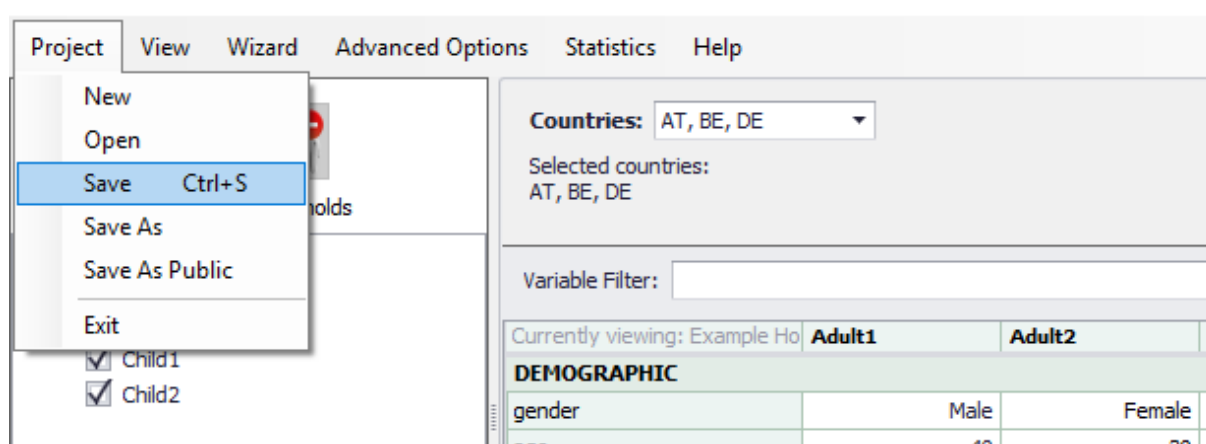 Project View Wizard Advanced Options Statistics Help
New
Open
Save Ctrl+S
Save As
Save As Public
Exit
Child1
Child2
Countries: AT, BE, DE
Selected countries:
AT, BE, DE
Variable Filter:
Currently viewing: Example Ho Adult1 Adult2
DEMOGRAPHIC
gender Male Female